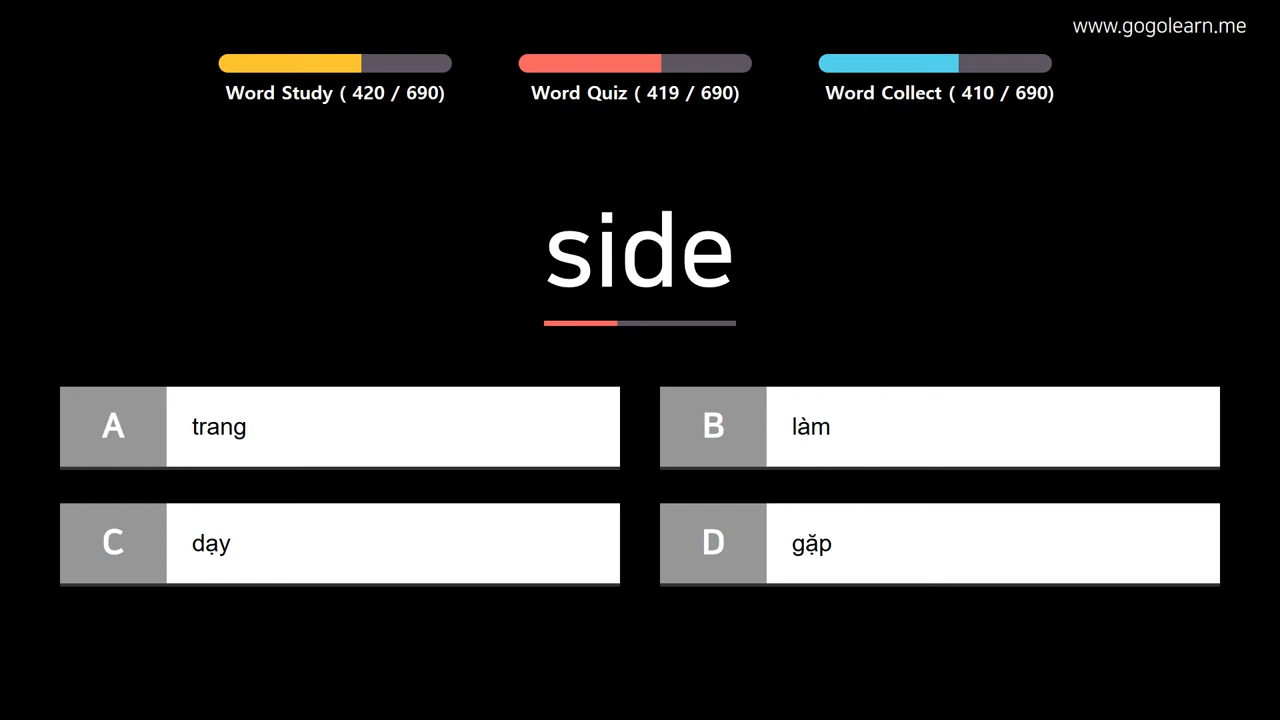 www.gogolearn.me
Word Study ( 420 / 690)
Word Quiz ( 419 / 690)
Word Collect ( 410 / 690)
side
A trang
B làm
C dạy
D gặp